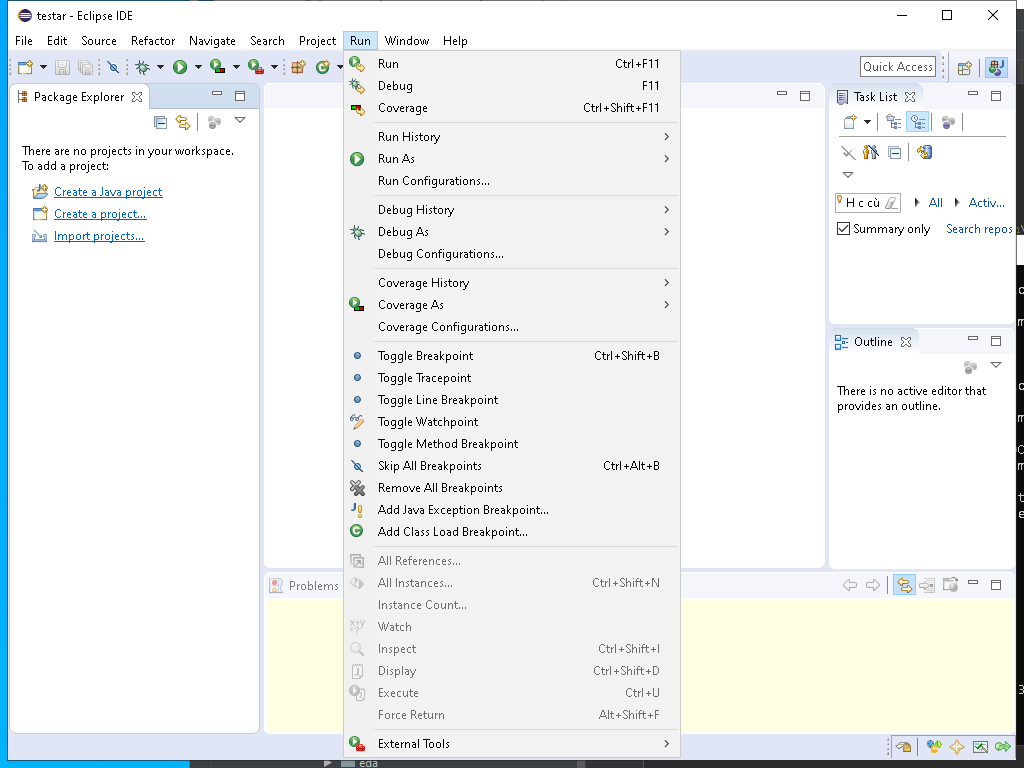 testar - Eclipse IDE
File Edit Source Refactor Navigate Search Project Run Window Help
Quick Access
Package Explorer
There are no projects in your workspace.
To add a project:
Create a Java project
Create a project...
Import projects...
Run Ctrl+F11
Debug F11
Coverage Ctrl+Shift+F11
Run History
Run As
Run Configurations...
Debug History
Debug As
Debug Configurations...
Coverage History
Coverage As
Coverage Configurations...
Toggle Breakpoint Ctrl+Shift+B
Toggle Tracepoint
Toggle Line Breakpoint
Toggle Watchpoint
Toggle Method Breakpoint
Skip All Breakpoints Ctrl+Alt+B
Remove All Breakpoints
Add Java Exception Breakpoint...
Add Class Load Breakpoint...
All References...
All Instances... Ctrl+Shift+N
Instance Count...
Watch
Inspect Ctrl+Shift+I
Display Ctrl+Shift+D
Execute Ctrl+U
Force Return Alt+Shift+F
External Tools
Task List
H c cù All Activ...
Summary only Search repos
Outline
There is no active editor that
provides an outline.
Problems
eda